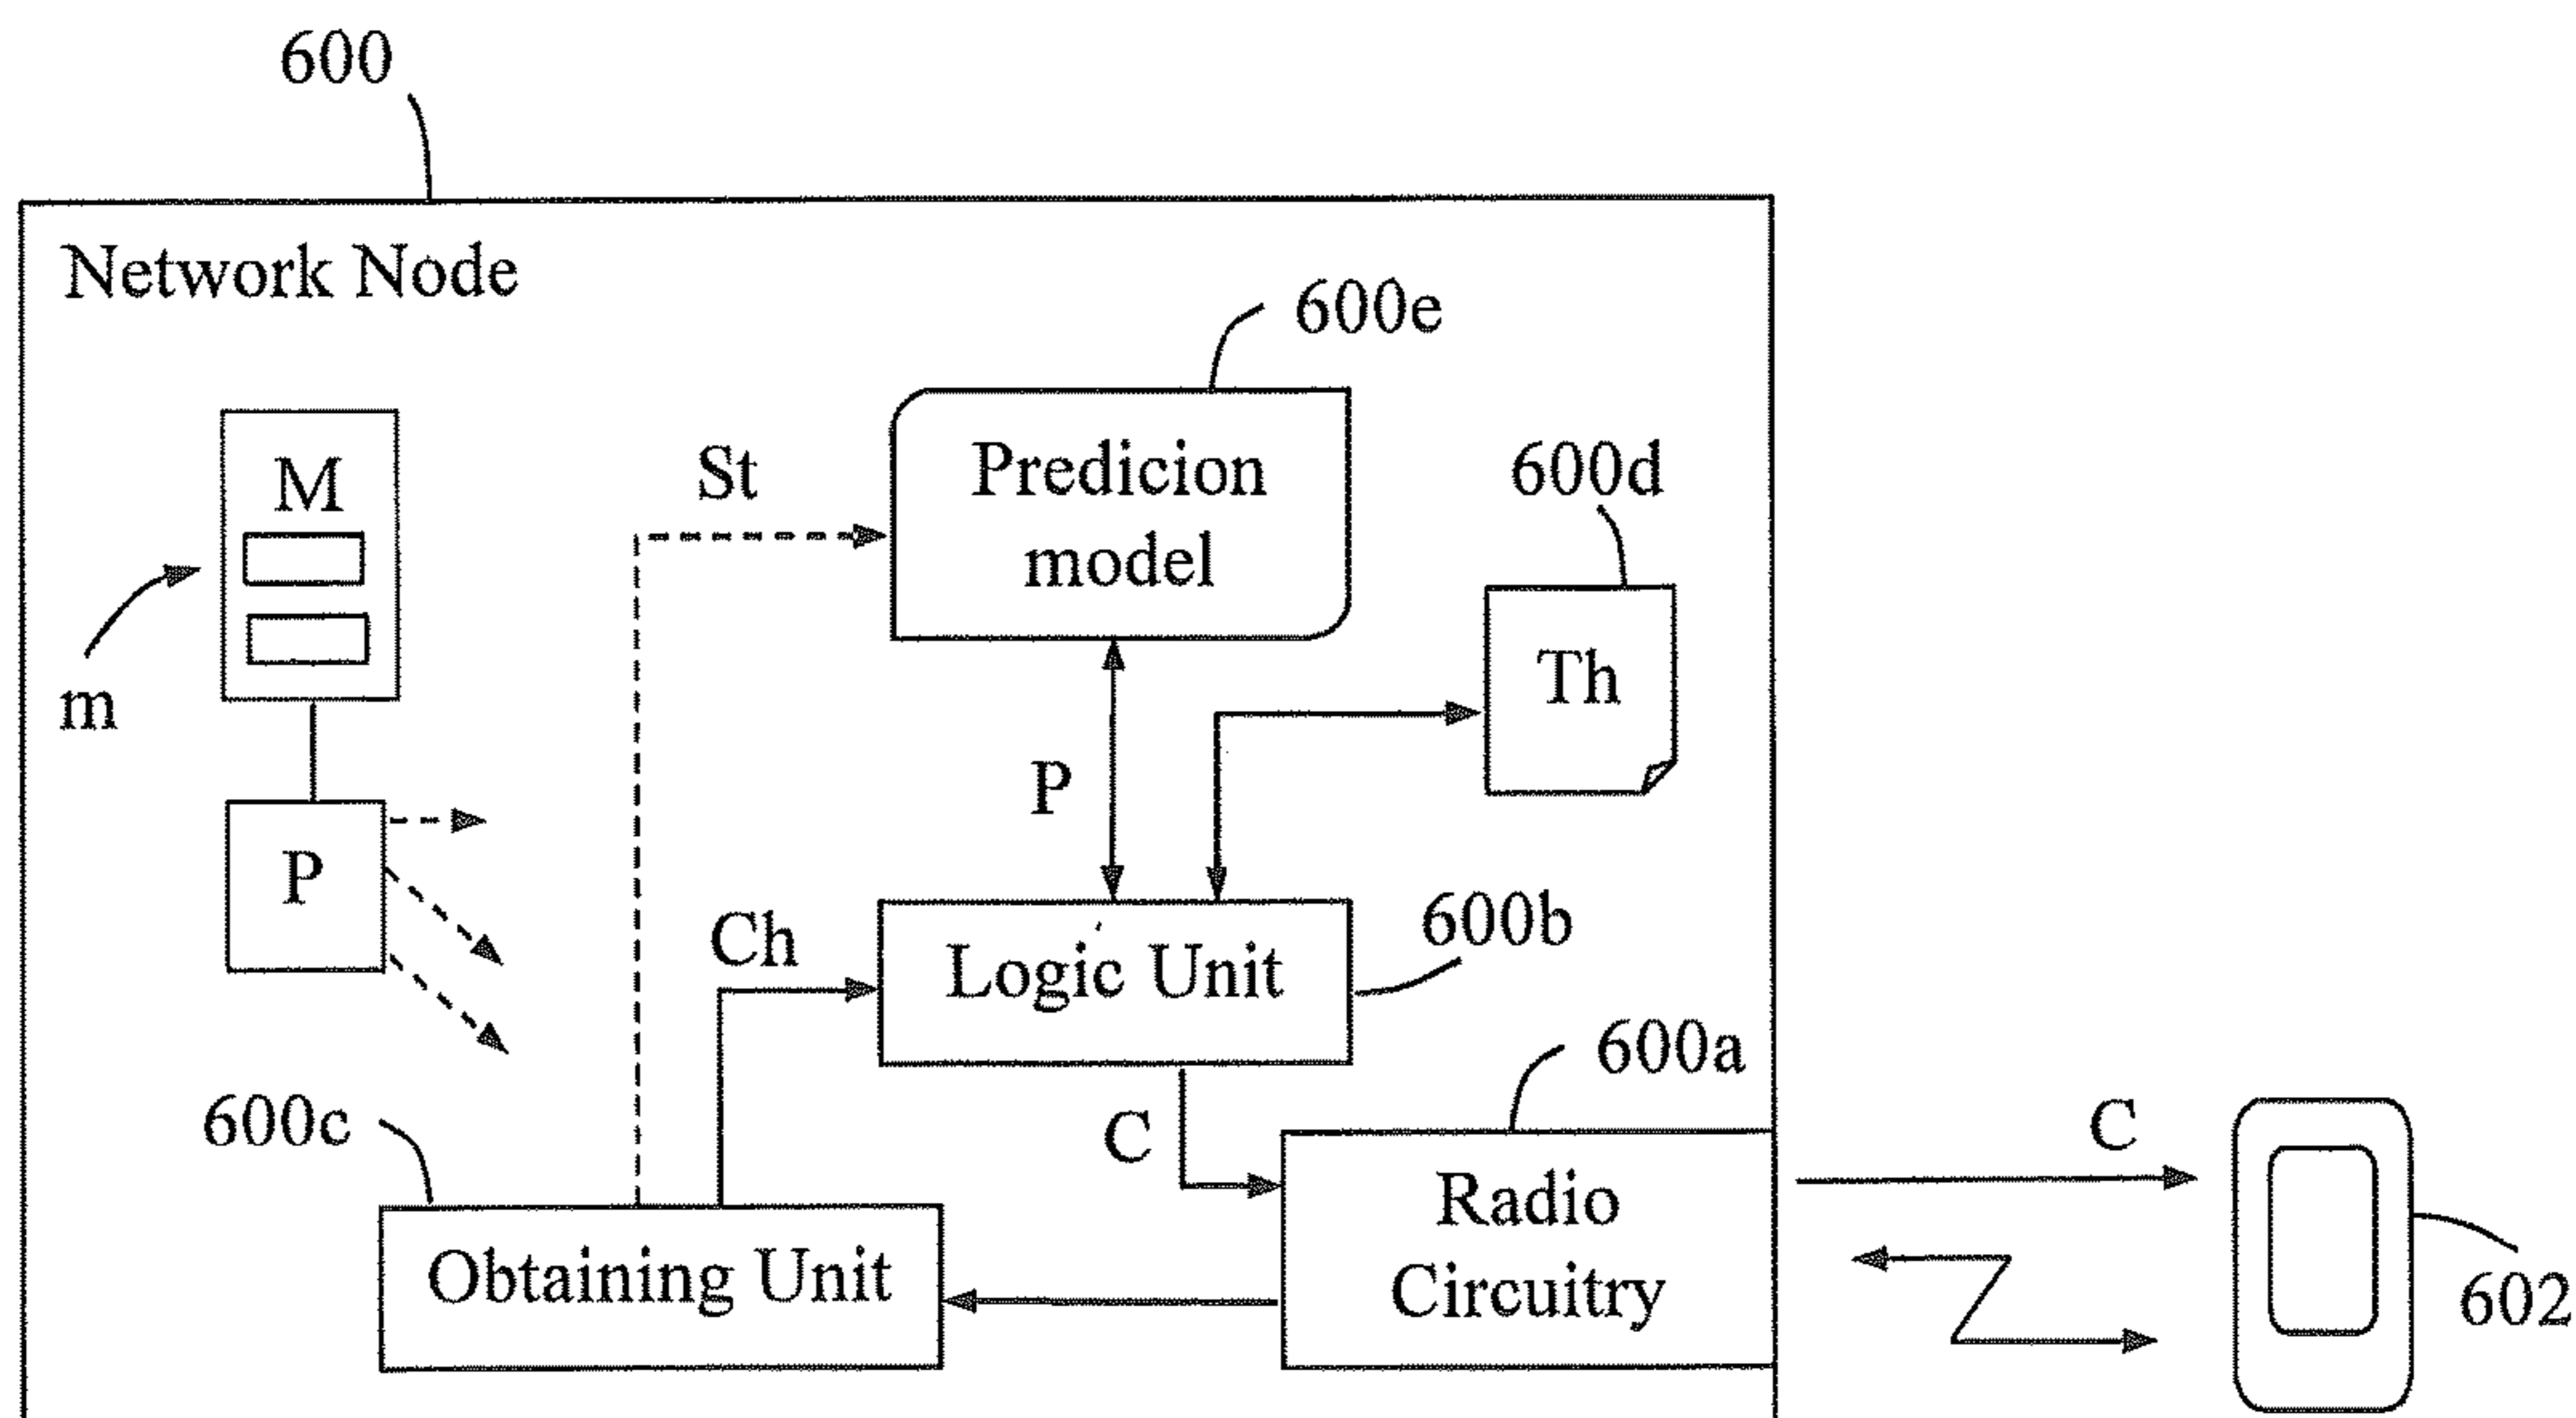 600
Network Node
600e
M
St
Predicion
model
600d
m
Th
P
P
Ch
Logic Unit
600b
600c
C
600a
Obtaining Unit
Radio
Circuitry
C
602